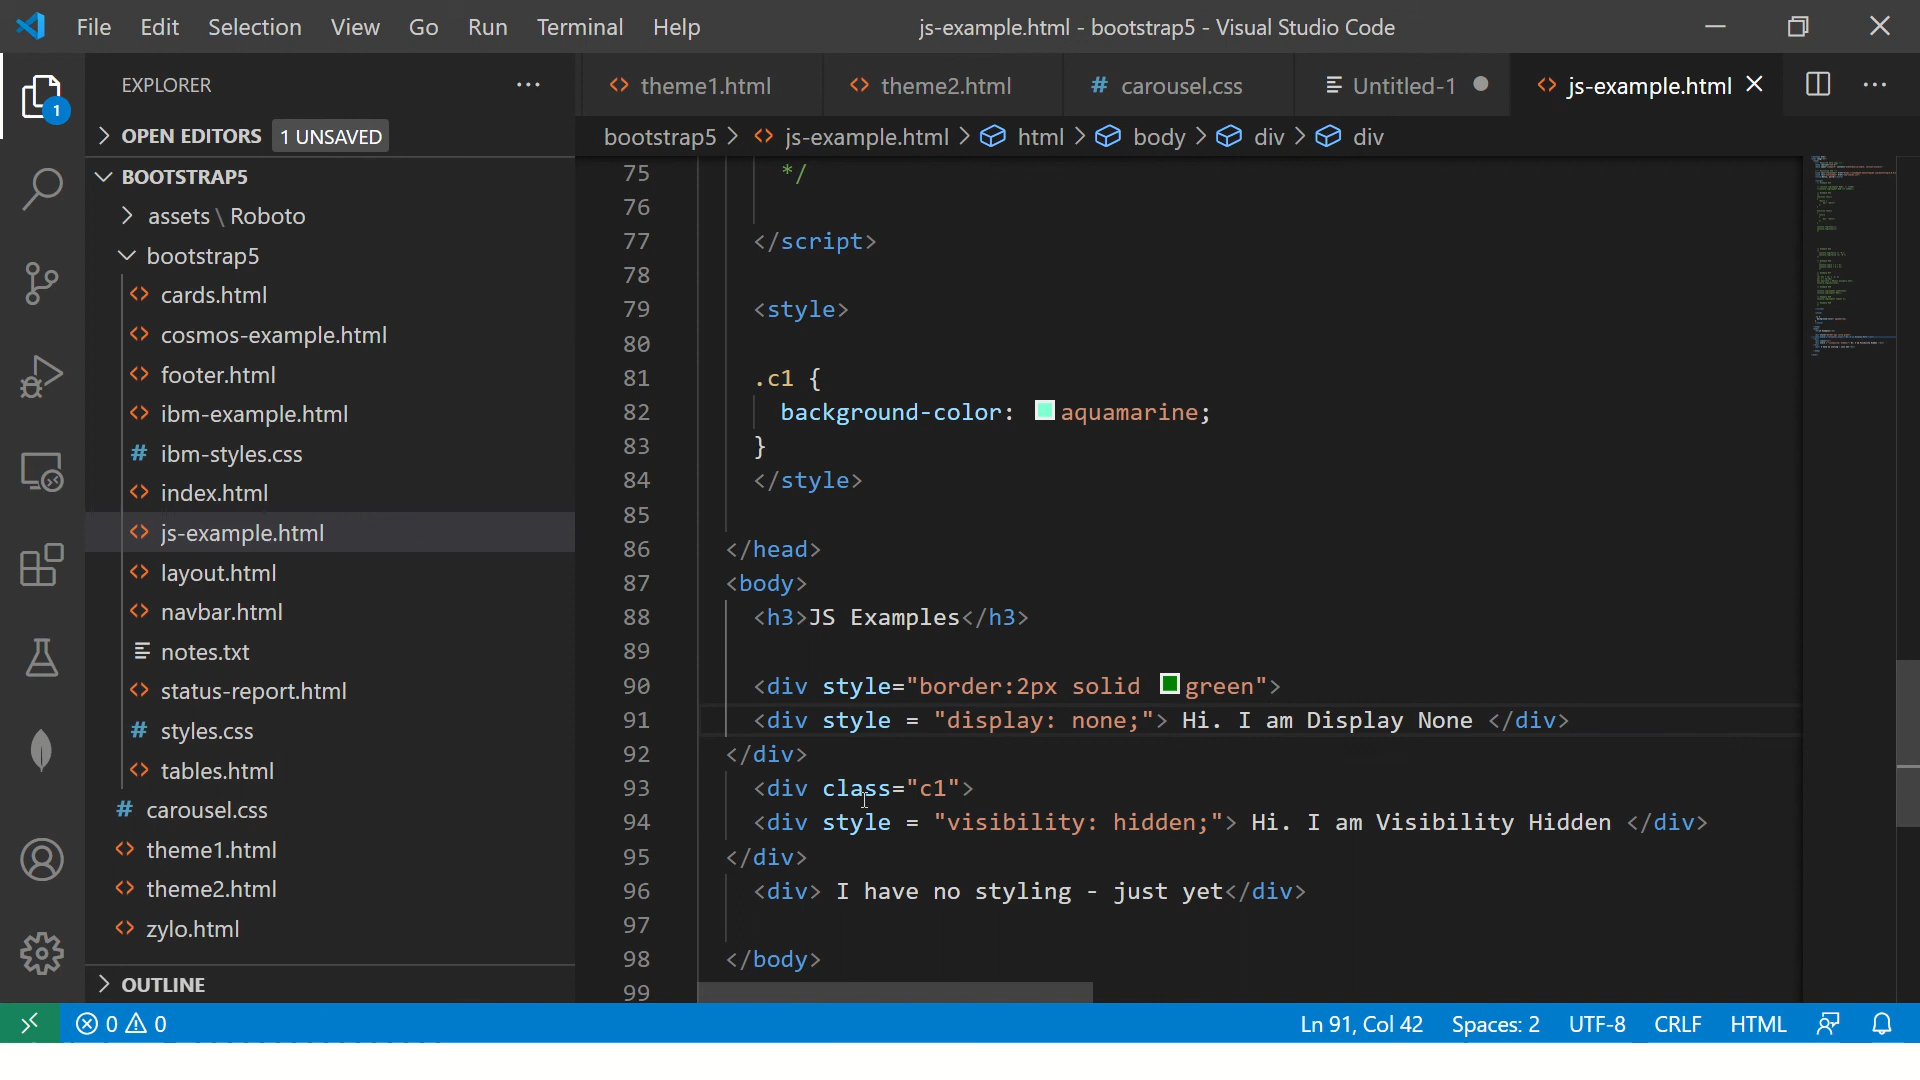 File Edit Selection View Go Run Terminal Help js-example.html - bootstrap5 - Visual Studio Code
EXPLORER
theme1.html theme2.html # carousel.css Untitled-1 js-example.html
OPEN EDITORS 1 UNSAVED
bootstrap5 > js-example.html > html > body > div > div
BOOTSTRAP5
assets \ Roboto
bootstrap5
cards.html
cosmos-example.html
footer.html
ibm-example.html
# ibm-styles.css
index.html
js-example.html
layout.html
navbar.html
notes.txt
status-report.html
# styles.css
tables.html
# carousel.css
theme1.html
theme2.html
zylo.html
OUTLINE
1
75 */
76
77 </script>
78
79 <style>
80
81 .c1 {
82 background-color: aquamarine;
83 }
84 </style>
85
86 </head>
87 <body>
88 <h3>JS Examples</h3>
89
90 <div style="border:2px solid green">
91 <div style = "display: none;"> Hi. I am Display None </div>
92 </div>
93 <div class="c1">
94 <div style = "visibility: hidden;"> Hi. I am Visibility Hidden </div>
95 </div>
96 <div> I have no styling - just yet</div>
97
98 </body>
99
0 0 Ln 91, Col 42 Spaces: 2 UTF-8 CRLF HTML